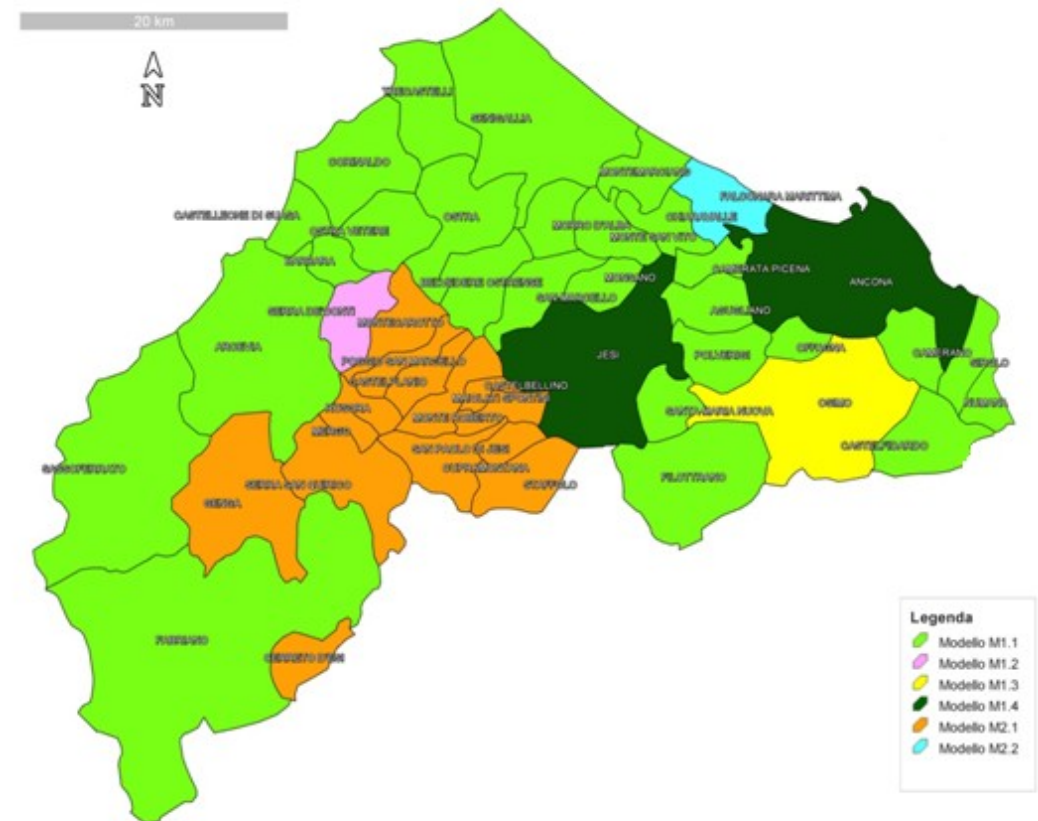 20 km
N
TRECASTELLI
SENIGALLIA
CORINALDO
MONTEMARCIANO
FALCONARA MARITTIMA
CASTELLEONE DI SUASA
OSTRA
CHIARAVALLE
OSTRA VETERE
MORRO D'ALBA
MONTE SAN VITO
BARBARA
CAMERATA PICENA
BELVEDERE OSTRENSE
MONSANO
ANCONA
SAN MARCELLO
SERRA DE' CONTI
AGUGLIANO
MONTECAROTTO
ARCEVIA
JESI
POLVERIGI
OFFAGNA
CAMERANO
POGGIO SAN MARCELLO
SIROLO
CASTELPLANIO
CASTELBELLINO
MAIOLATI SPONTINI
NUMANA
ROSORA
MONTE ROBERTO
SANTA MARIA NUOVA
OSIMO
MERGO
SAN PAOLO DI JESI
CASTELFIDARDO
SASSOFERRATO
CUPRAMONTANA
SERRA SAN QUIRICO
STAFFOLO
FILOTTRANO
GENGA
FABRIANO
CERRETO D'ESI
Legenda
Modello M1.1
Modello M1.2
Modello M1.3
Modello M1.4
Modello M2.1
Modello M2.2